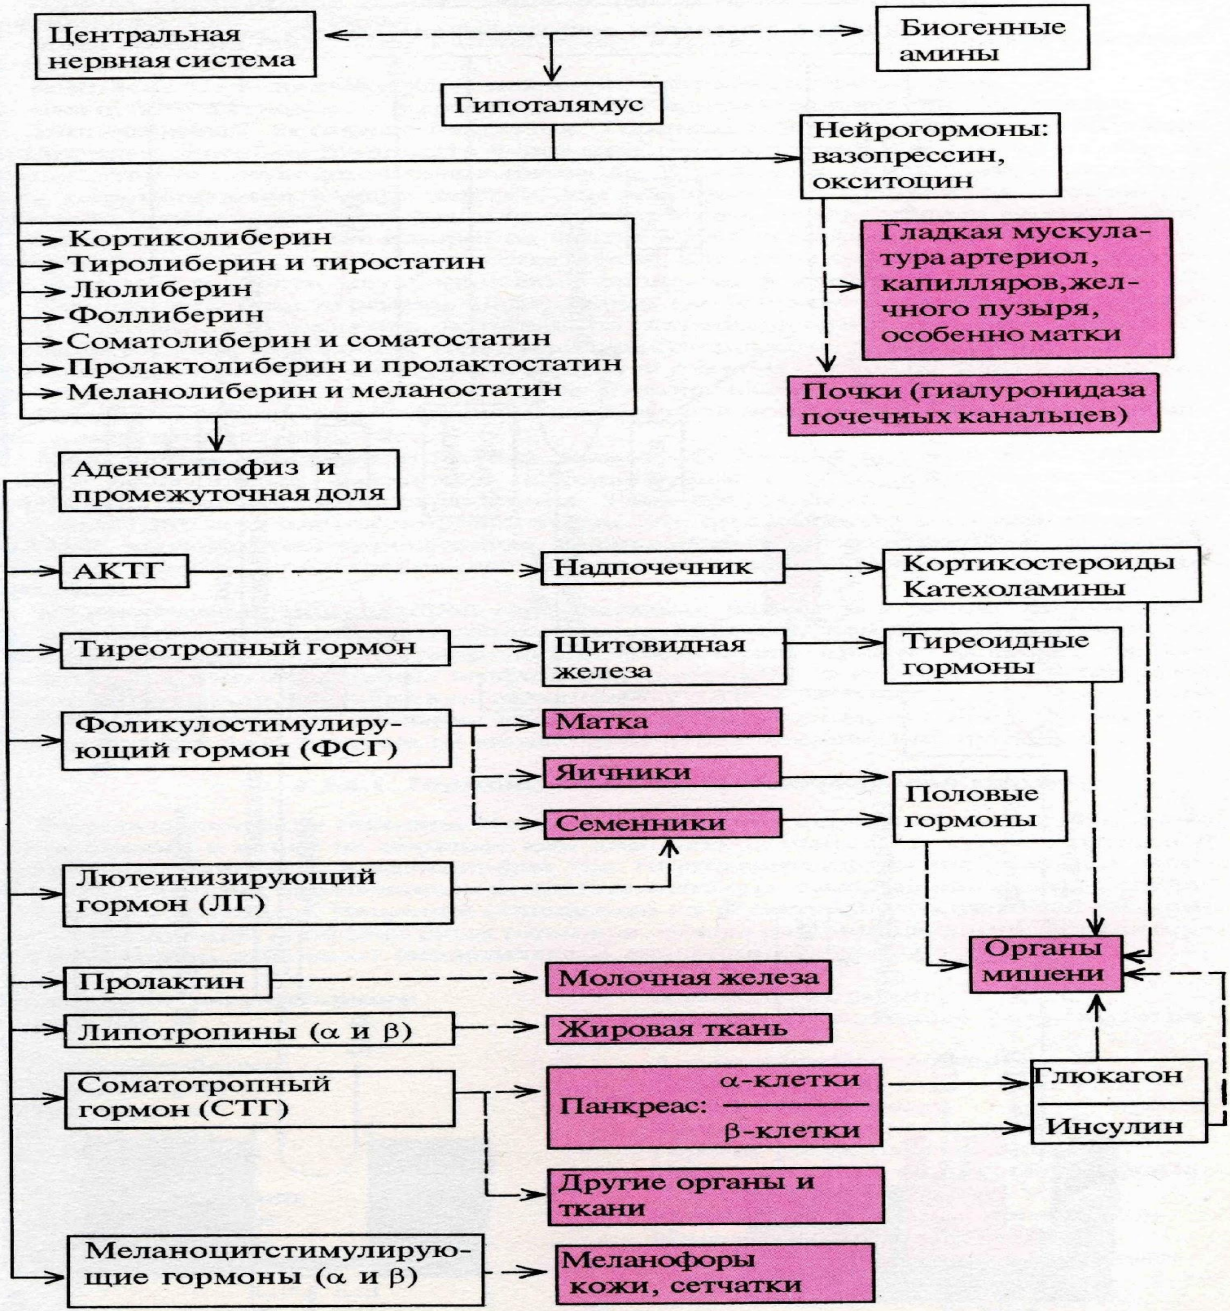 Центральная
нервная система
Биогенные
амины
Гипоталямус
Нейрогормоны:
вазопрессин,
окситоцин
Кортиколиберин
Тиролиберин и тиростатин
Люлиберин
Фоллиберин
Соматолиберин и соматостатин
Пролактолиберин и пролактостатин
Меланолиберин и меланостатин
Гладкая мускула-
тура артериол,
капилляров, жел-
чного пузыря,
особенно матки
Почки (гиалуронидаза
почечных канальцев)
Аденогипофиз и
промежуточная доля
АКТГ
Надпочечник
Кортикостероиды
Катехоламины
Тиреотропный гормон
Щитовидная
железа
Тиреоидные
гормоны
Фоликулостимулиру-
ющий гормон (ФСГ)
Матка
Яичники
Семенники
Половые
гормоны
Лютеинизирующий
гормон (ЛГ)
Органы
мишени
Пролактин
Молочная железа
Липотропины (α и β)
Жировая ткань
Соматотропный
гормон (СТГ)
Панкреас:
α-клетки
β-клетки
Глюкагон
Инсулин
Другие органы и
ткани
Меланоцитстимулирую-
щие гормоны (α и β)
Меланофоры
кожи, сетчатки